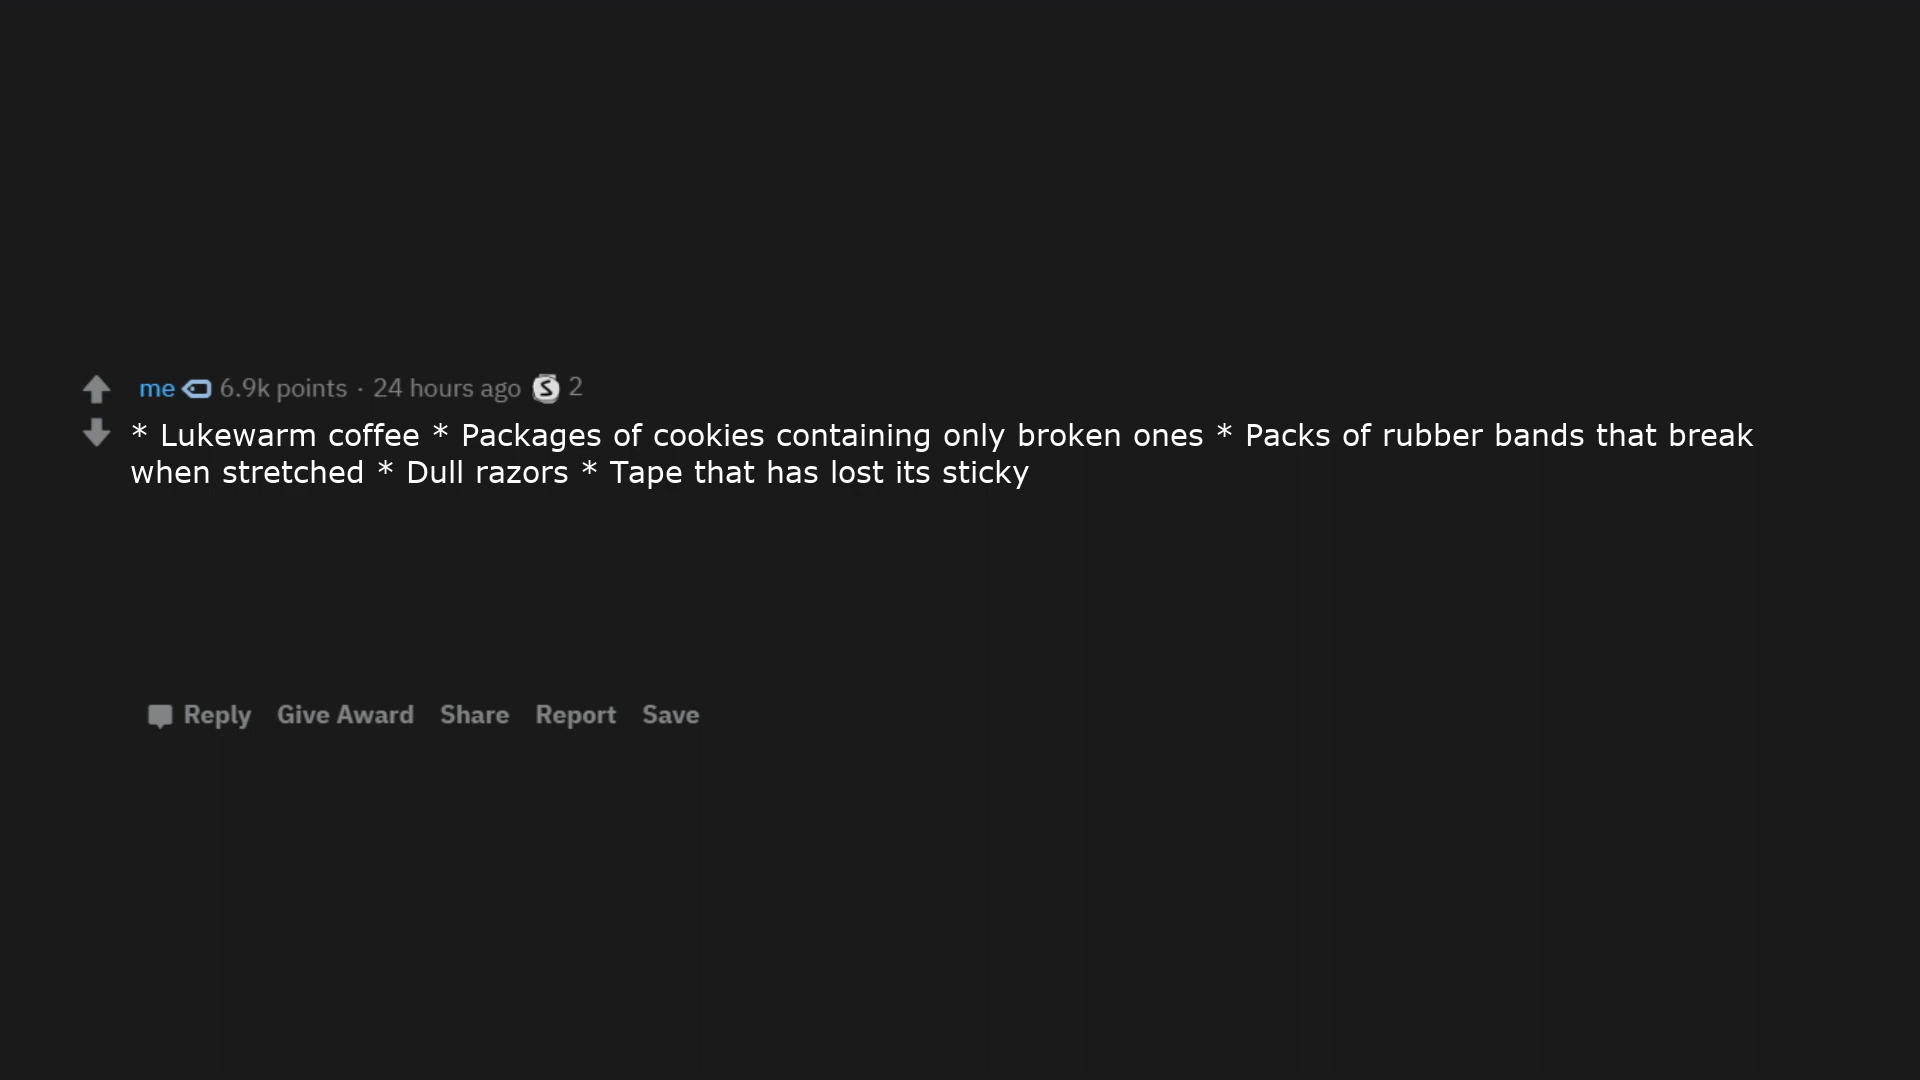 me 6.9k points · 24 hours ago S 2
* Lukewarm coffee * Packages of cookies containing only broken ones * Packs of rubber bands that break
when stretched * Dull razors * Tape that has lost its sticky
Reply Give Award Share Report Save